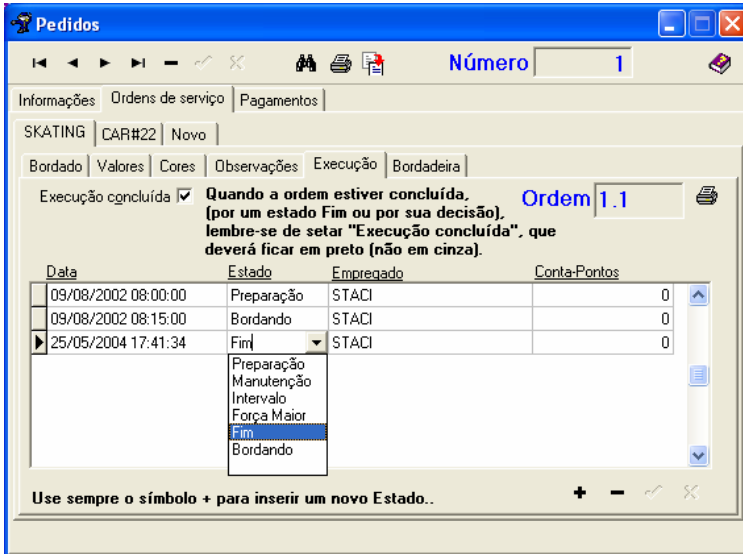 Pedidos
Número 1
Informações Ordens de serviço Pagamentos
SKATING CAR#22 Novo
Bordado Valores Cores Observações Execução Bordadeira
Execução concluída Quando a ordem estiver concluída, Ordem 1.1
(por um estado Fim ou por sua decisão),
lembre-se de setar "Execução concluída", que
deverá ficar em preto (não em cinza).
Data Estado Empregado Conta-Pontos
09/08/2002 08:00:00 Preparação STACI 0
09/08/2002 08:15:00 Bordando STACI 0
25/05/2004 17:41:34 Fim STACI 0
Preparação
Manutenção
Intervalo
Força Maior
Fim
Bordando
Use sempre o símbolo + para inserir um novo Estado..